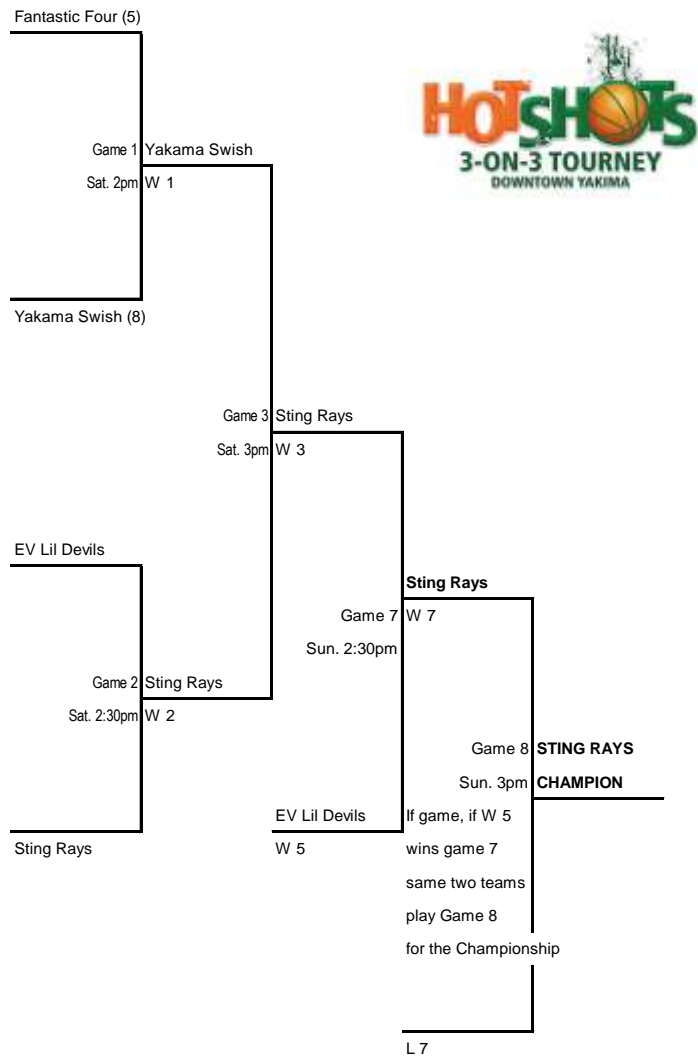 Fantastic Four (5)
HOTSHOTS
3-ON-3 TOURNEY
DOWNTOWN YAKIMA
Game 1 Yakama Swish
Sat. 2pm W 1
Yakama Swish (8)
Game 3 Sting Rays
Sat. 3pm W 3
EV Lil Devils
Sting Rays
Game 7 W 7
Sun. 2:30pm
Game 2 Sting Rays
Sat. 2:30pm W 2
Game 8 STING RAYS
Sun. 3pm CHAMPION
EV Lil Devils If game, if W 5
Sting Rays W 5 wins game 7
same two teams
play Game 8
for the Championship
L 7